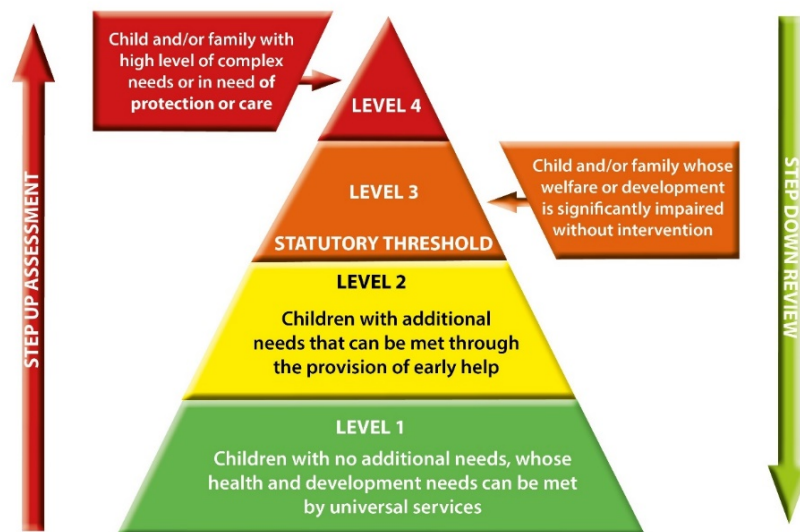 Child and/or family with
high level of complex
needs or in need of
protection or care
LEVEL 4
STEP UP ASSESSMENT
STEP DOWN REVIEW
LEVEL 3
STATUTORY THRESHOLD
Child and/or family whose
welfare or development
is significantly impaired
without intervention
LEVEL 2
Children with additional
needs that can be met through
the provision of early help
LEVEL 1
Children with no additional needs, whose
health and development needs can be met
by universal services